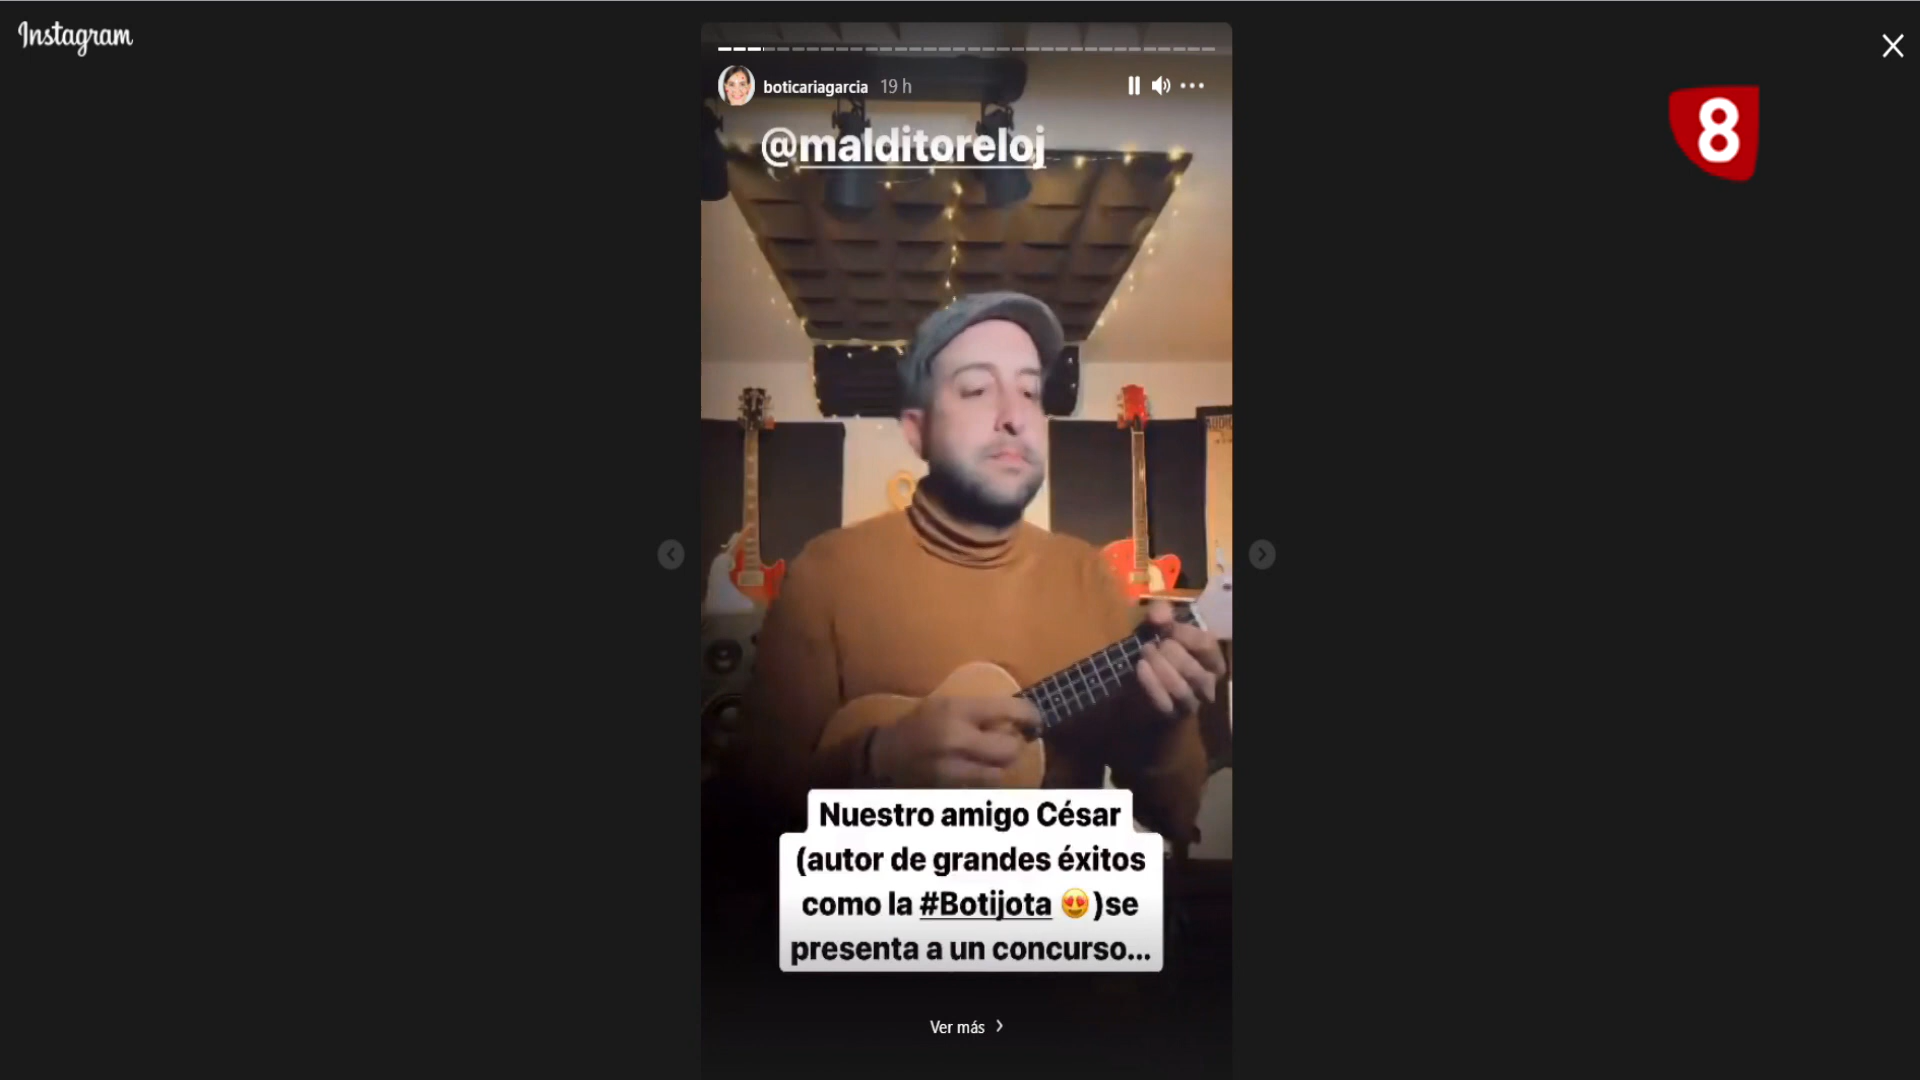 Instagram
boticariagarcia 19 h
8
@malditoreloj
Nuestro amigo César
(autor de grandes éxitos
como la #Botijota 😍)se
presenta a un concurso...
Ver más